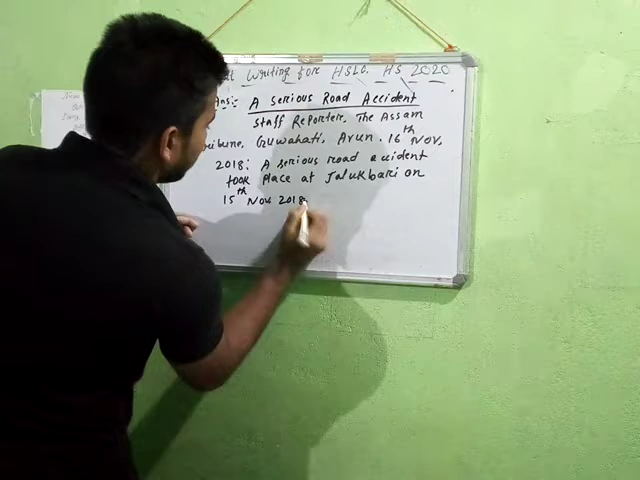 Writing for HSLC. HS 2020
Ans:- A serious Road Accident
Staff Reporter, The Assam
Guwahati, Arun. 16th Nov,
2018: A serious road accident
took Place at Jalukbari on
15th Nov 2018